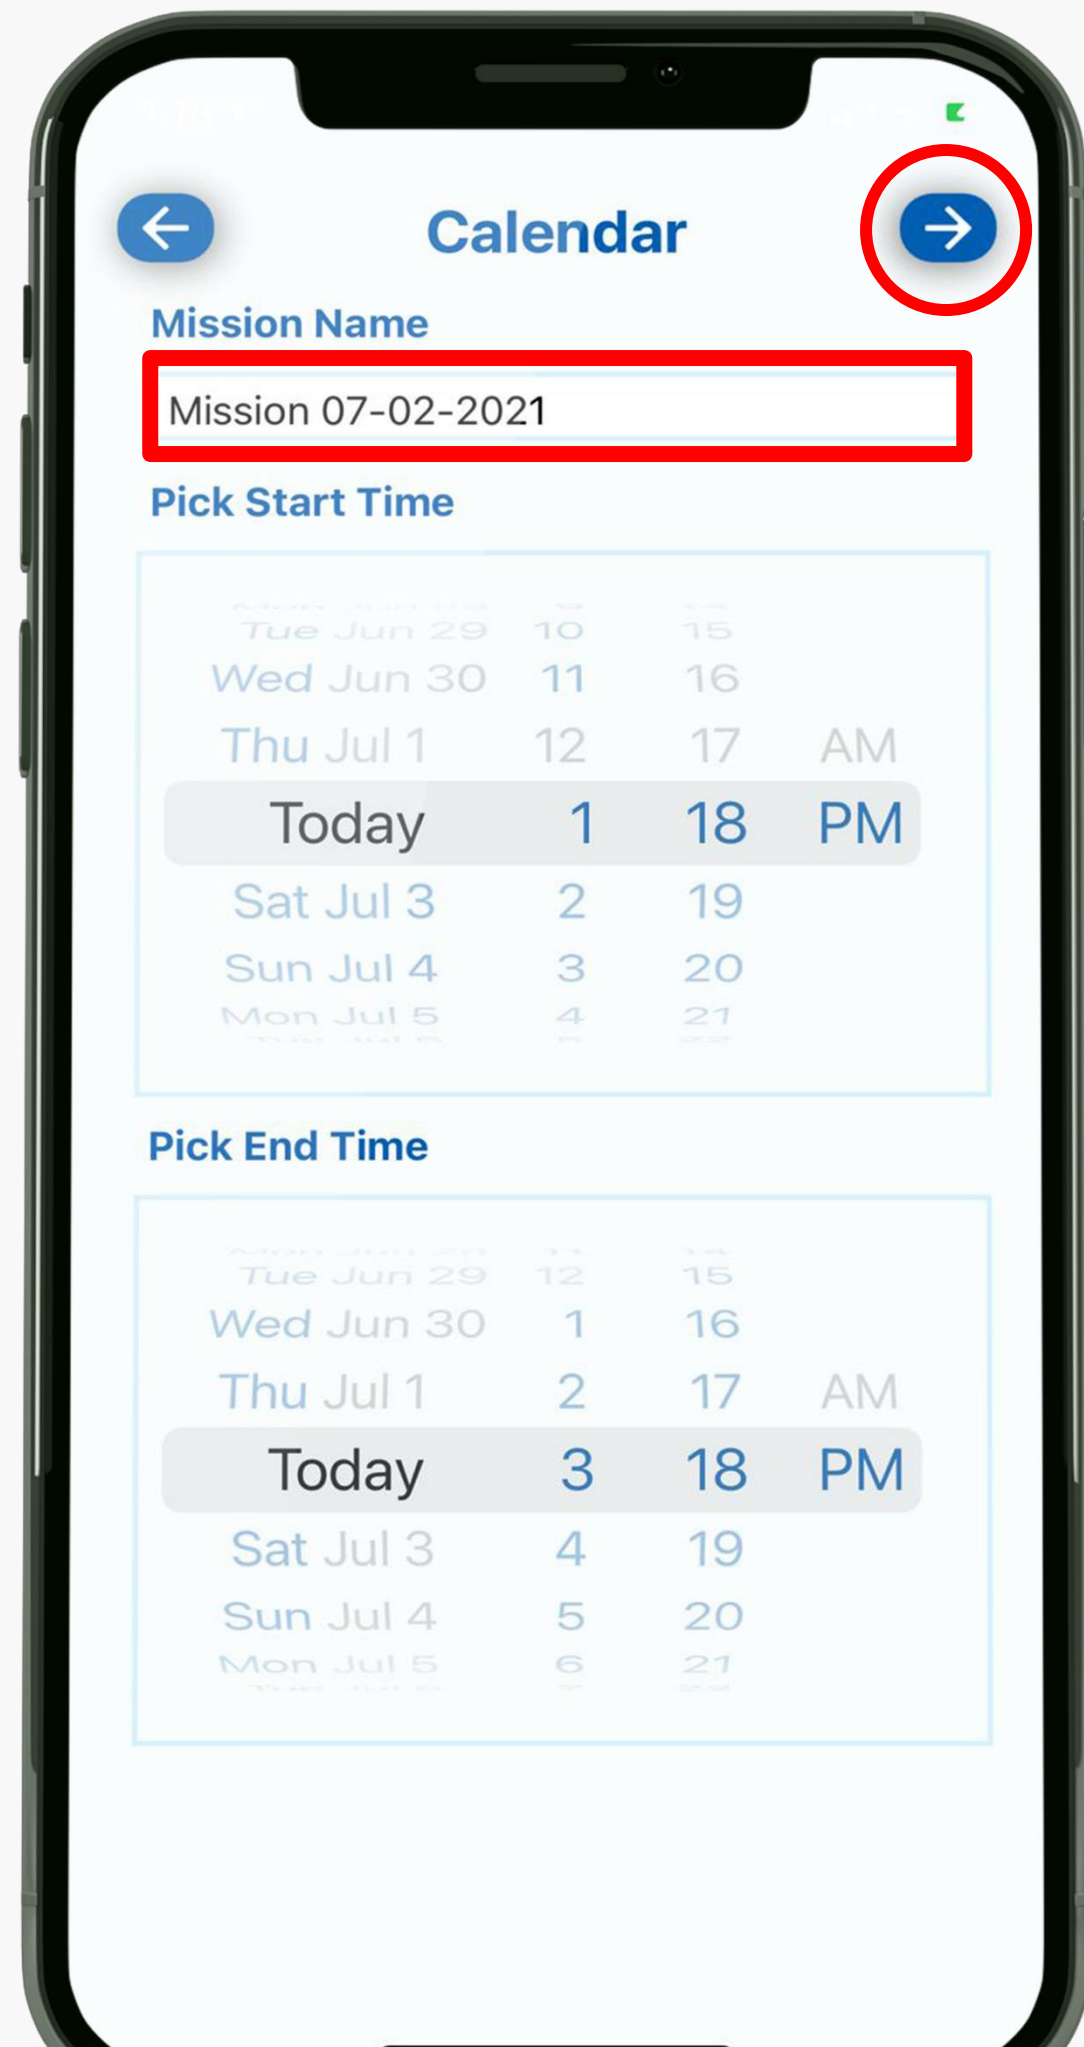 Calendar
Mission Name
Mission 07-02-2021
Pick Start Time
Tue Jun 29 10 15
Wed Jun 30 11 16
Thu Jul 1 12 17 AM
Today 1 18 PM
Sat Jul 3 2 19
Sun Jul 4 3 20
Mon Jul 5 4 21
Pick End Time
Tue Jun 29 12 15
Wed Jun 30 1 16
Thu Jul 1 2 17 AM
Today 3 18 PM
Sat Jul 3 4 19
Sun Jul 4 5 20
Mon Jul 5 6 21